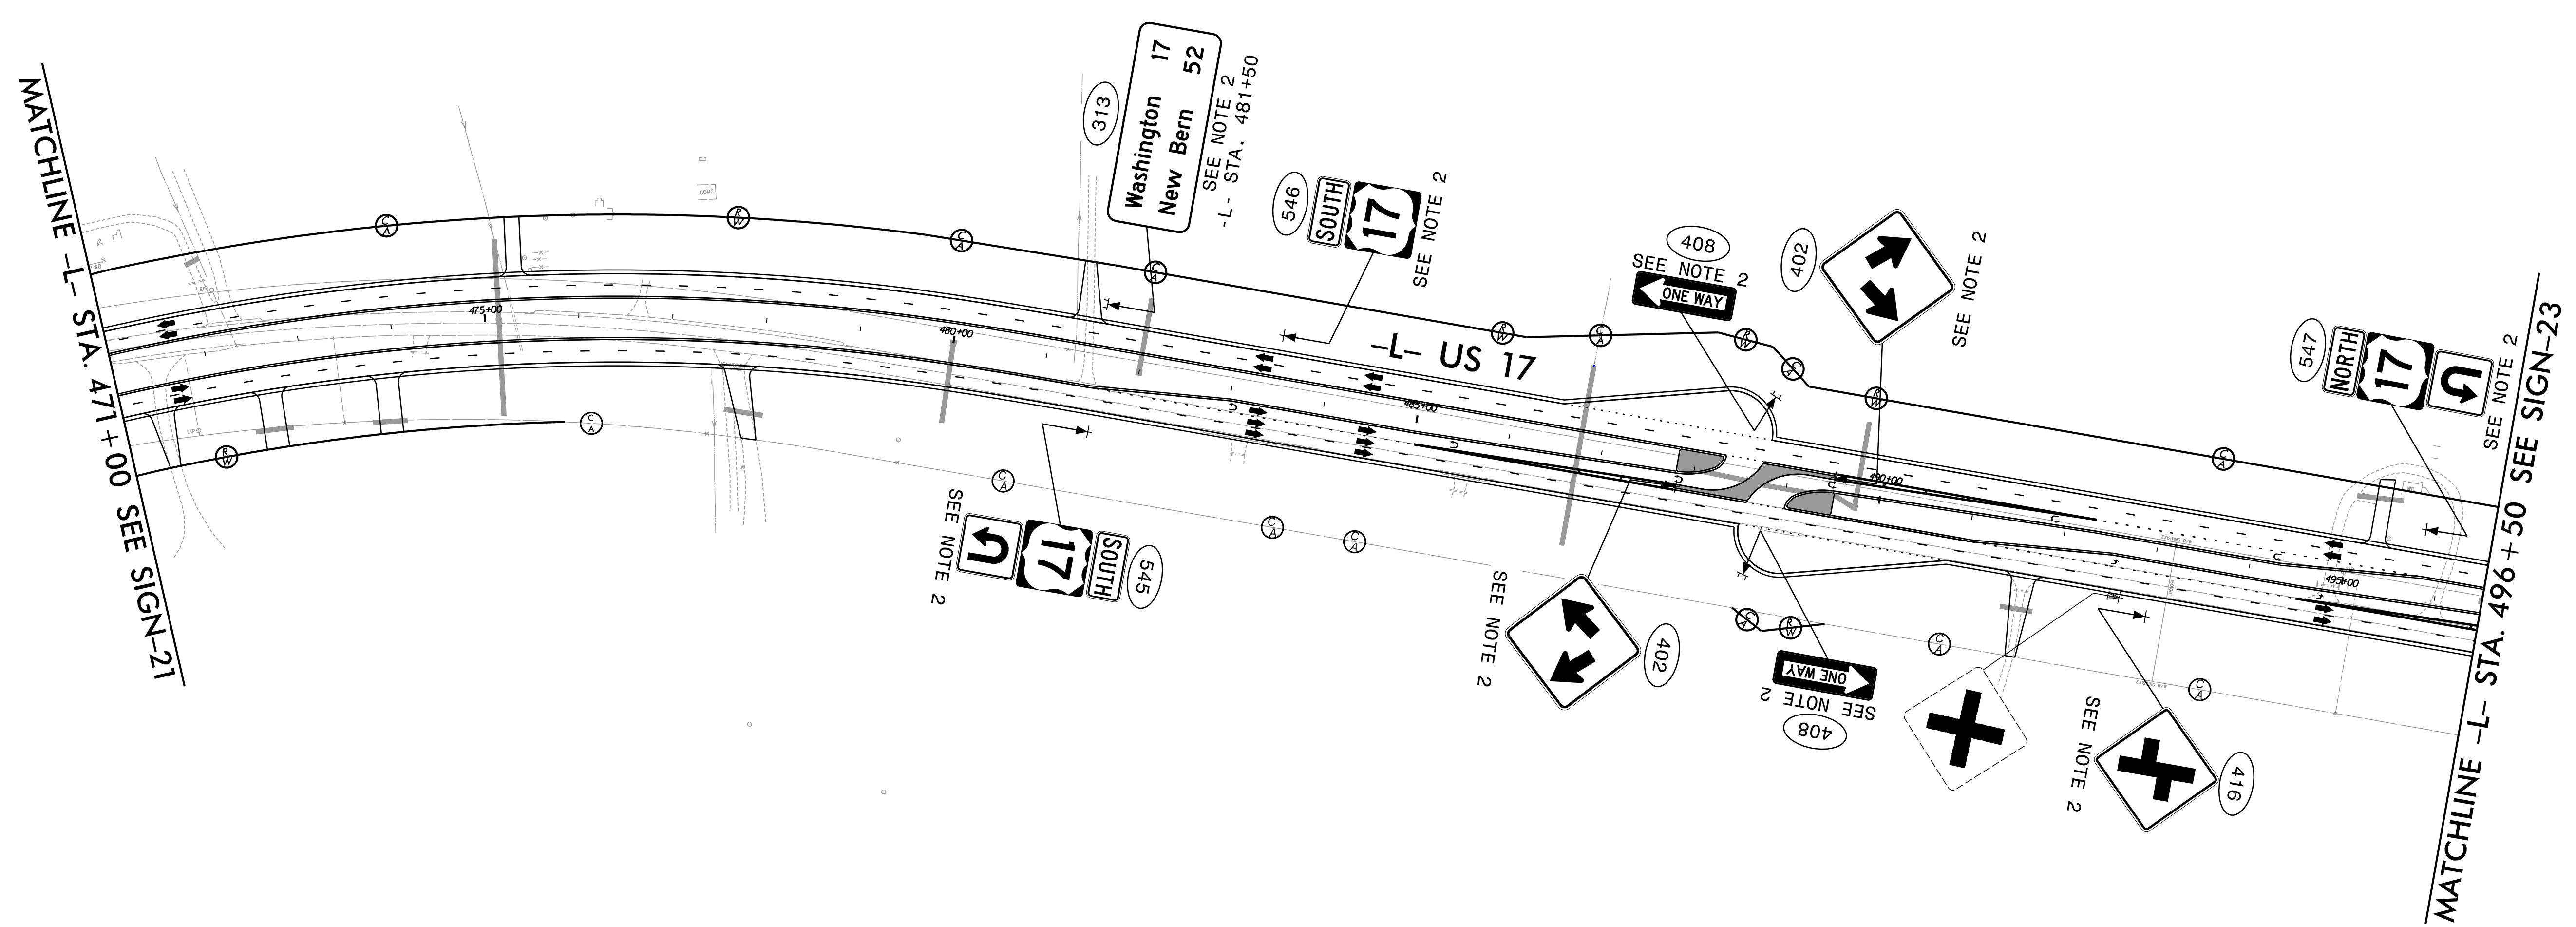 MATCHLINE -L- STA. 471+00 SEE SIGN-21
313
Washington 17
New Bern 52
SEE NOTE 2
-L- STA. 481+50
546
SOUTH
17
SEE NOTE 2
408
SEE NOTE 2
ONE WAY
402
SEE NOTE 2
547
NORTH
17
SEE NOTE 2
MATCHLINE -L- STA. 496+50 SEE SIGN-23
-L- US 17
C A
R W
C A
C A
R W
C A
R W
C A
R W
C A
475+00
480+00
485+00
490+00
495+00
CONC
R W
C A
C A
C A
C A
C A
R W
C A
C A
EXISTING R/W
EXISTING R/W
SEE NOTE 2
17
SOUTH
545
SEE NOTE 2
402
ONE WAY
SEE NOTE 2
408
SEE NOTE 2
416